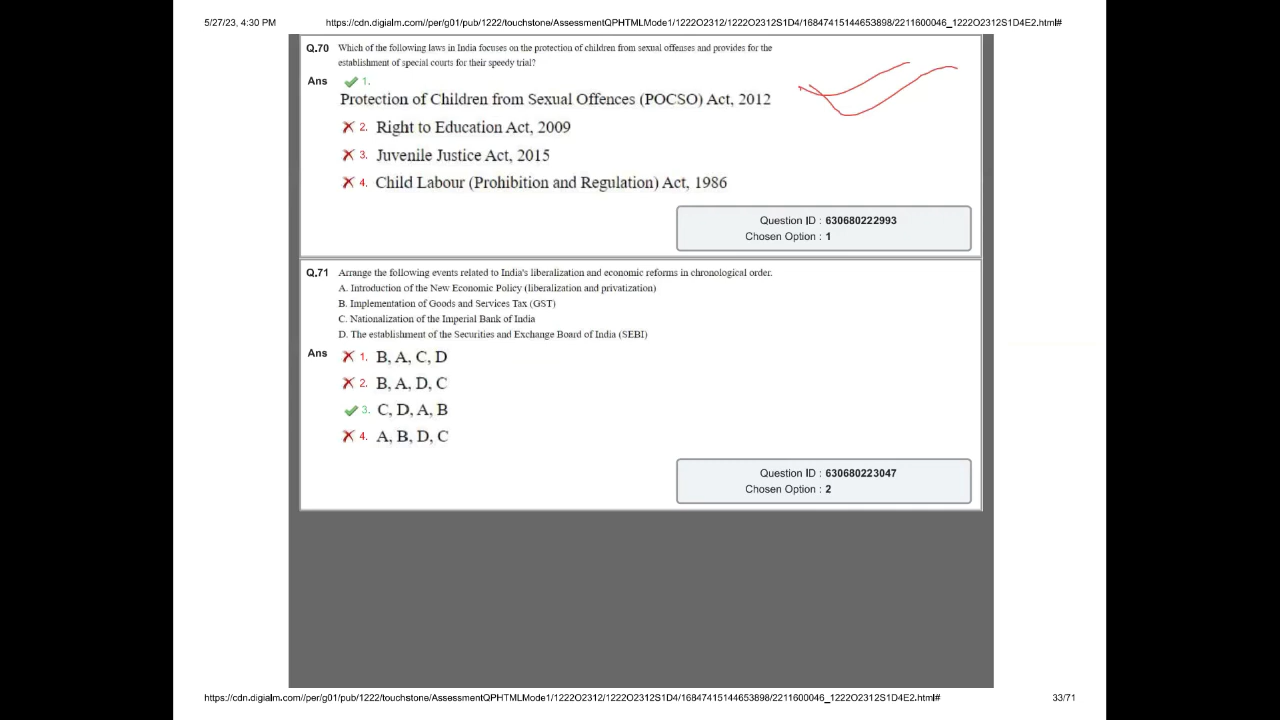 5/27/23, 4:30 PM https://cdn.digialm.com//per/g01/pub/1222/touchstone/AssessmentQPHTMLMode1/1222O2312/1222O2312S1D4/16847415144653898/2211600046_1222O2312S1D4E2.html#
Q.70 Which of the following laws in India focuses on the protection of children from sexual offenses and provides for the
establishment of special courts for their speedy trial?
Ans 1.
Protection of Children from Sexual Offences (POCSO) Act, 2012
2. Right to Education Act, 2009
3. Juvenile Justice Act, 2015
4. Child Labour (Prohibition and Regulation) Act, 1986
Question ID : 630680222993
Chosen Option : 1
Q.71 Arrange the following events related to India's liberalization and economic reforms in chronological order.
A. Introduction of the New Economic Policy (liberalization and privatization)
B. Implementation of Goods and Services Tax (GST)
C. Nationalization of the Imperial Bank of India
D. The establishment of the Securities and Exchange Board of India (SEBI)
Ans 1. B, A, C, D
2. B, A, D, C
3. C, D, A, B
4. A, B, D, C
Question ID : 630680223047
Chosen Option : 2
https://cdn.digialm.com//per/g01/pub/1222/touchstone/AssessmentQPHTMLMode1/1222O2312/1222O2312S1D4/16847415144653898/2211600046_1222O2312S1D4E2.html# 33/71